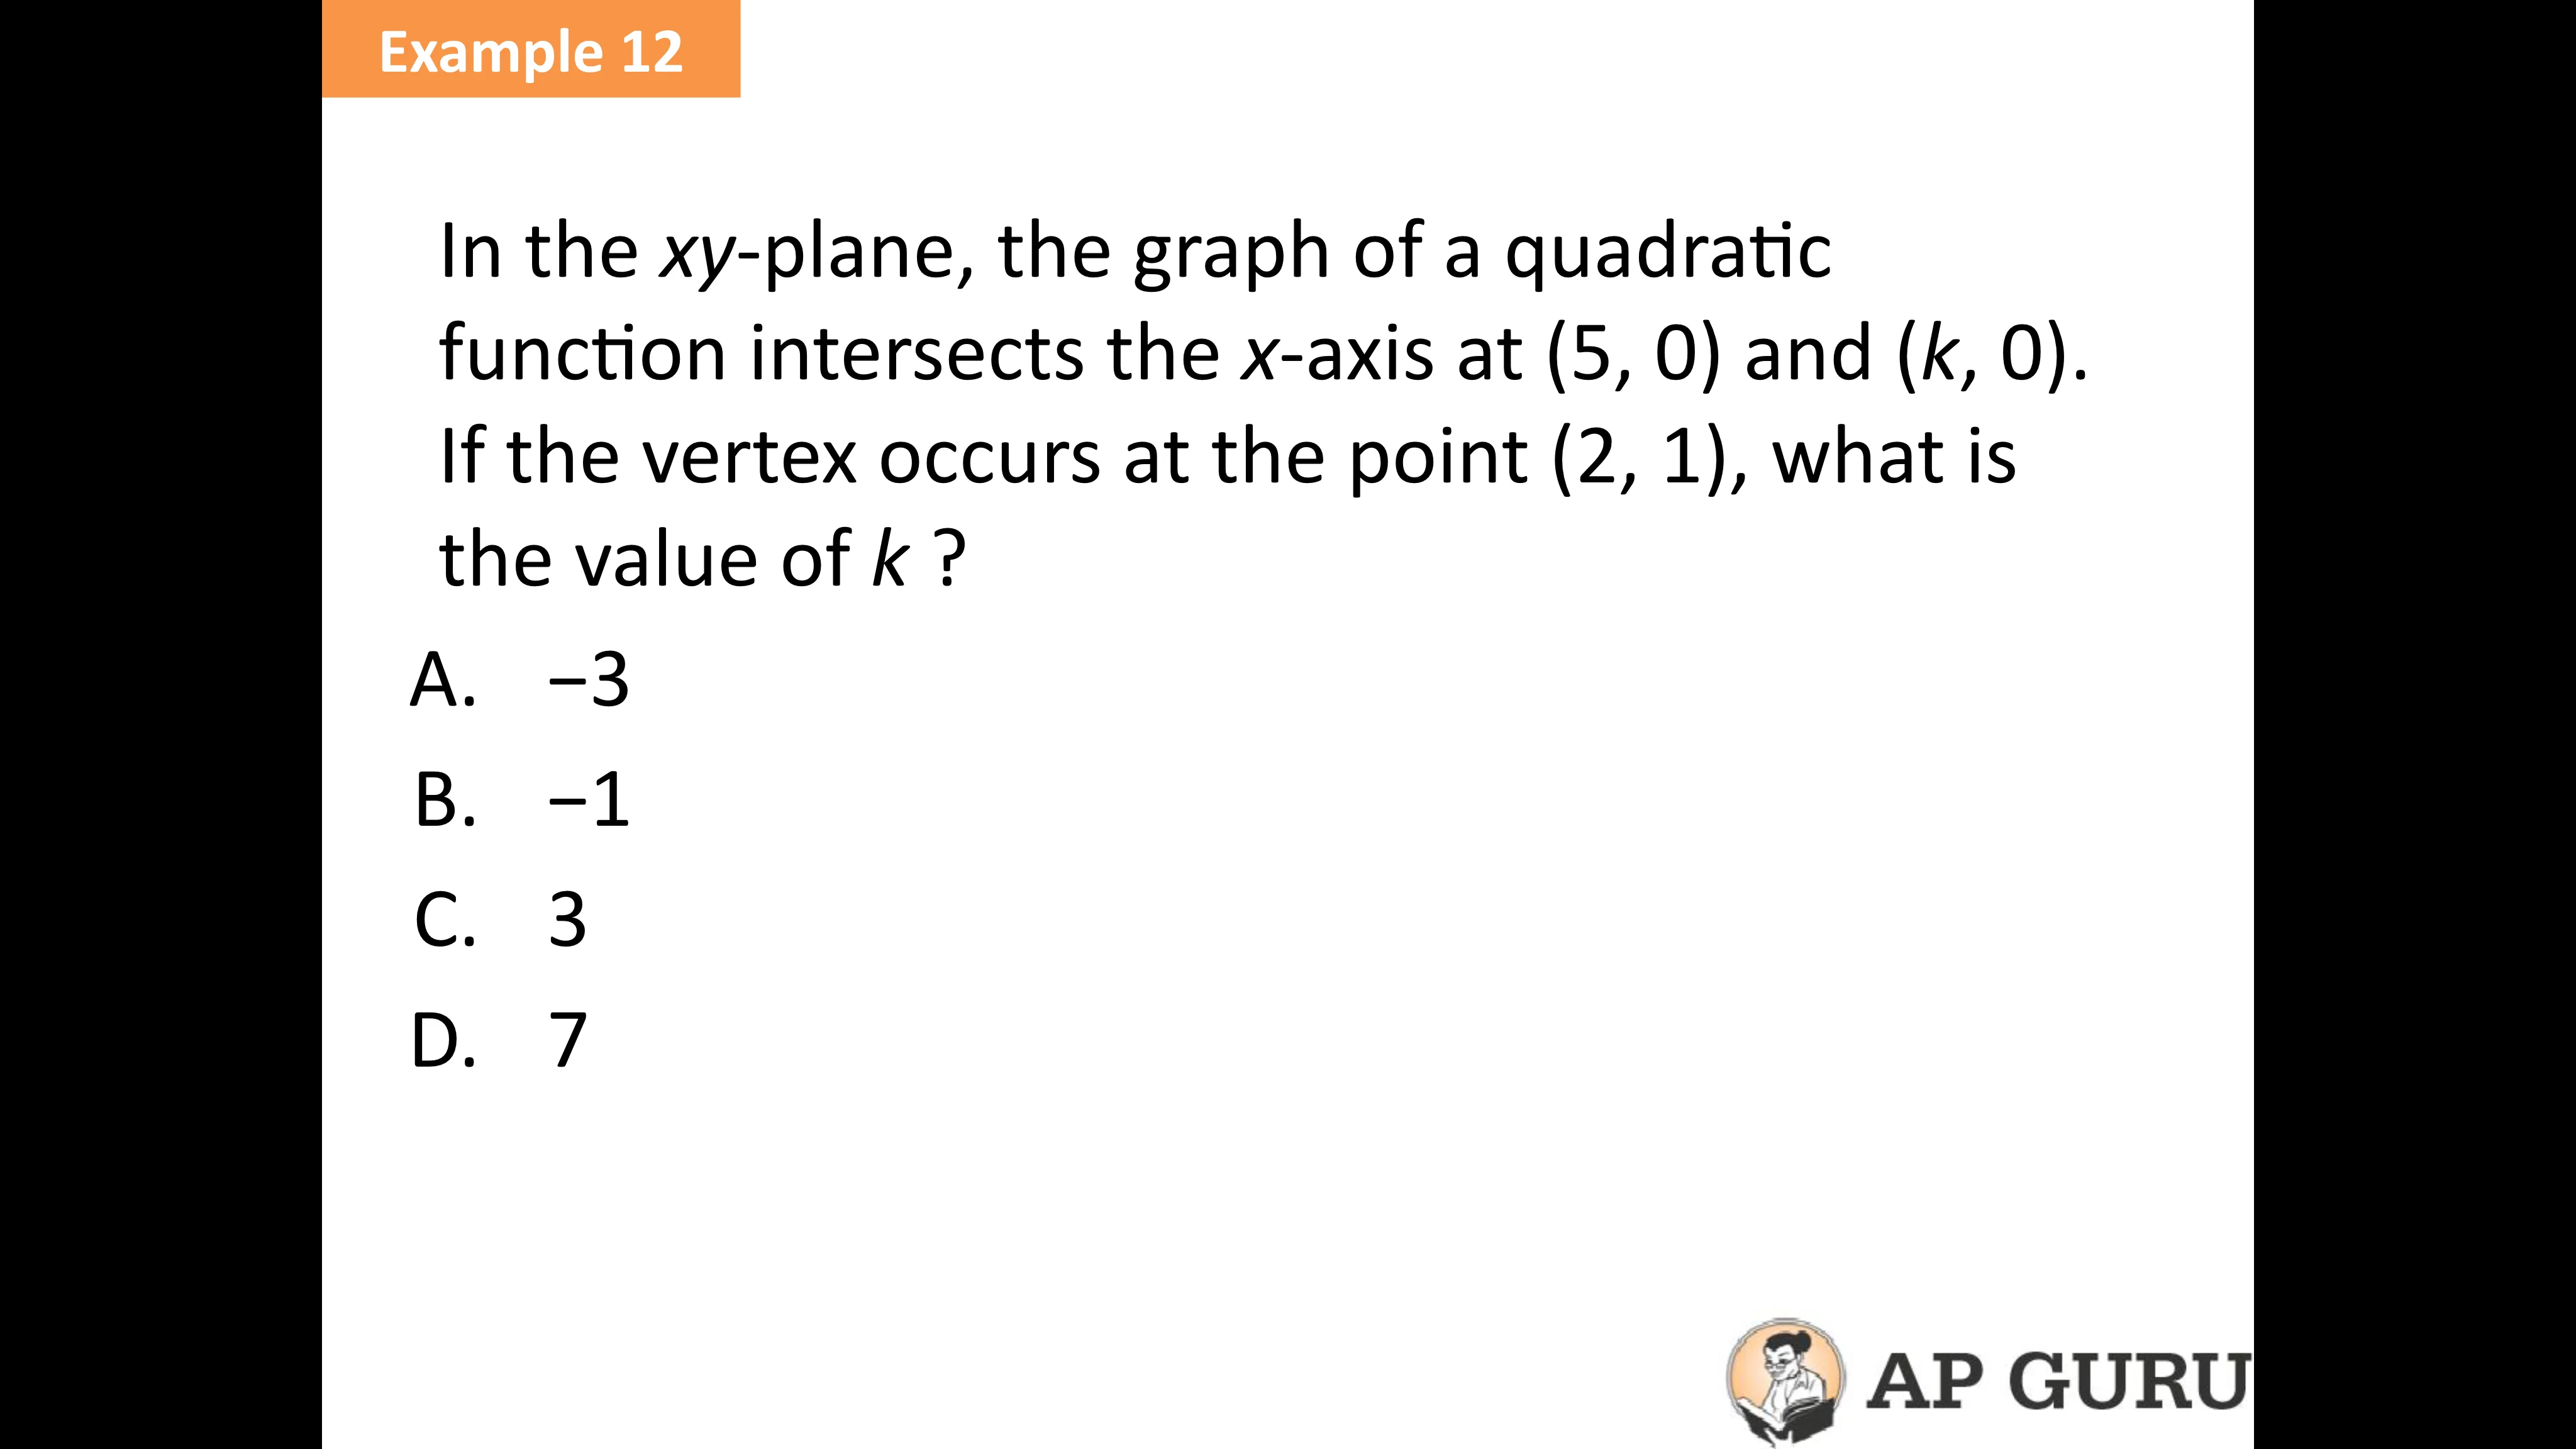 Example 12
In the xy-plane, the graph of a quadratic
function intersects the x-axis at (5, 0) and (k, 0).
If the vertex occurs at the point (2, 1), what is
the value of k ?
A. −3
B. −1
C. 3
D. 7
AP GURU